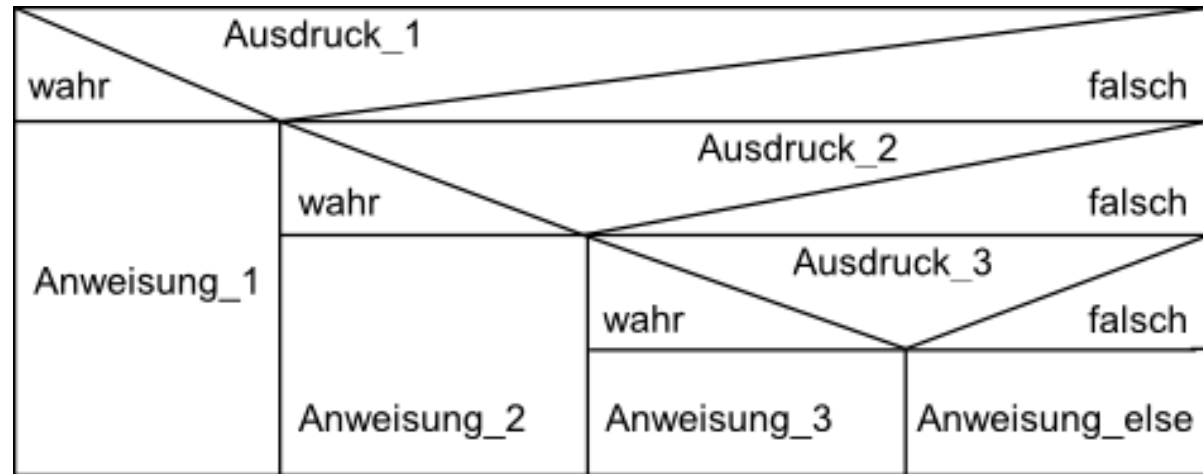 Ausdruck_1
wahr falsch
Ausdruck_2
wahr falsch
Anweisung_1
Ausdruck_3
wahr falsch
Anweisung_2 Anweisung_3 Anweisung_else